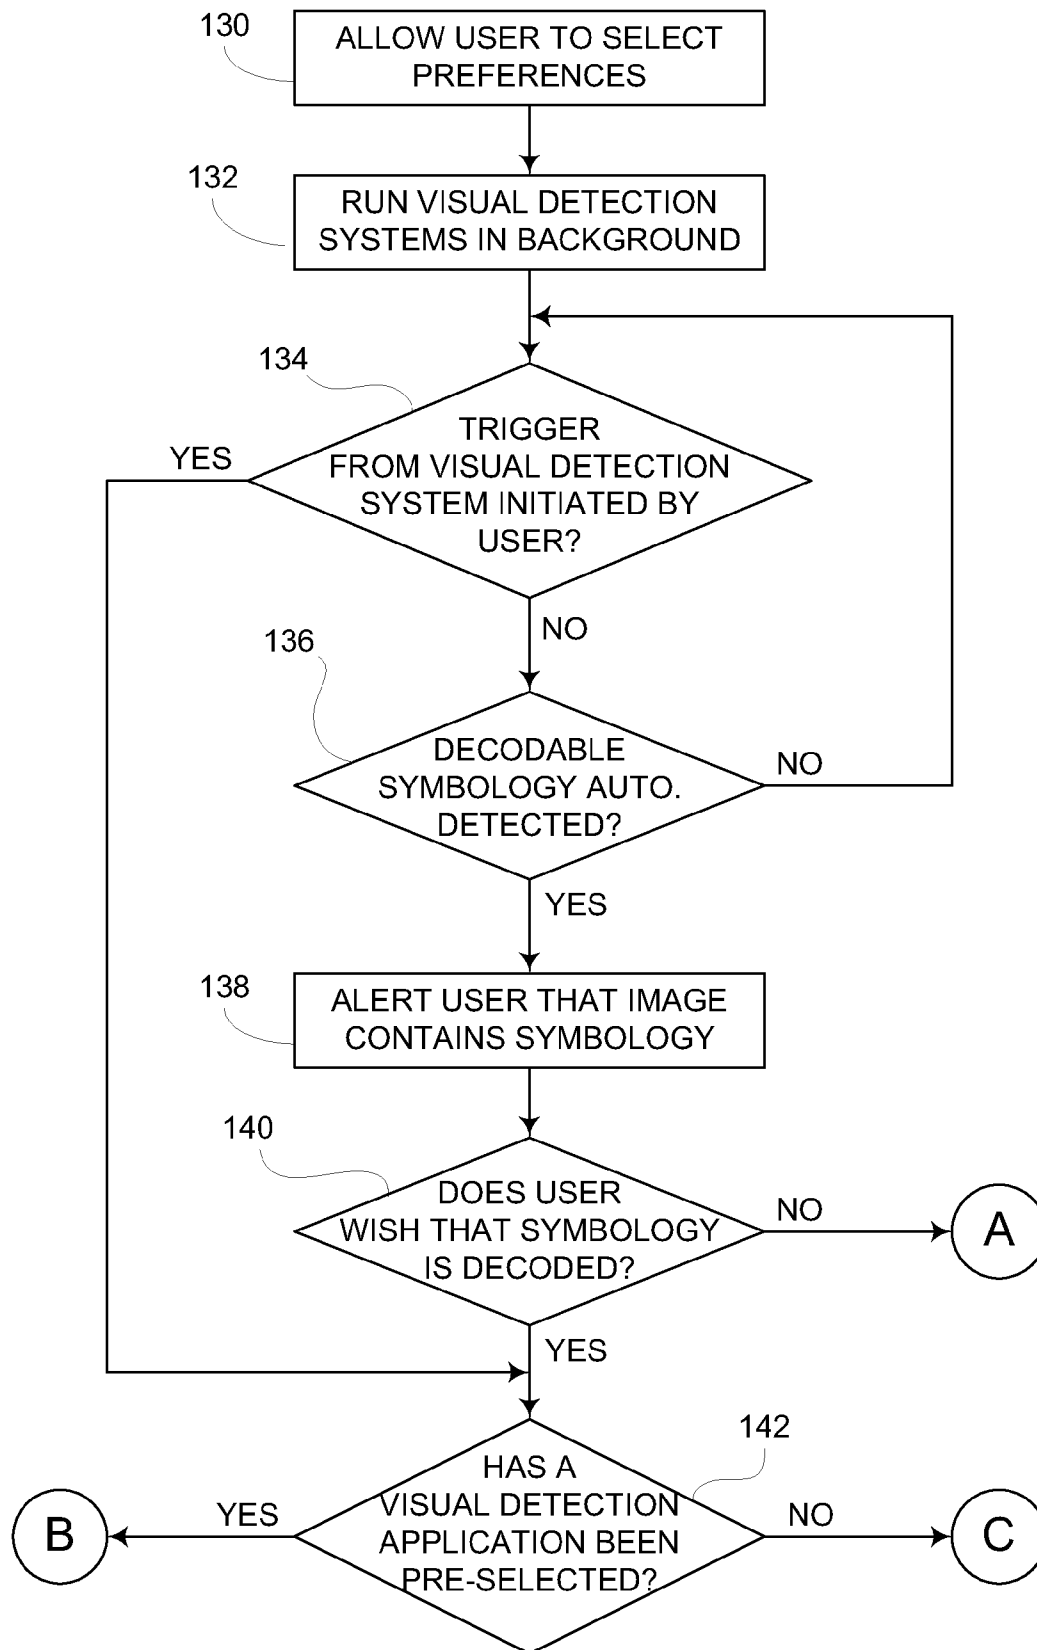 130
ALLOW USER TO SELECT
PREFERENCES
132
RUN VISUAL DETECTION
SYSTEMS IN BACKGROUND
134
YES
TRIGGER
FROM VISUAL DETECTION
SYSTEM INITIATED BY
USER?
NO
136
DECODABLE
SYMBOLOGY AUTO.
DETECTED?
NO
YES
138
ALERT USER THAT IMAGE
CONTAINS SYMBOLOGY
140
DOES USER
WISH THAT SYMBOLOGY
IS DECODED?
NO
A
YES
142
HAS A
VISUAL DETECTION
APPLICATION BEEN
PRE-SELECTED?
YES
B
NO
C